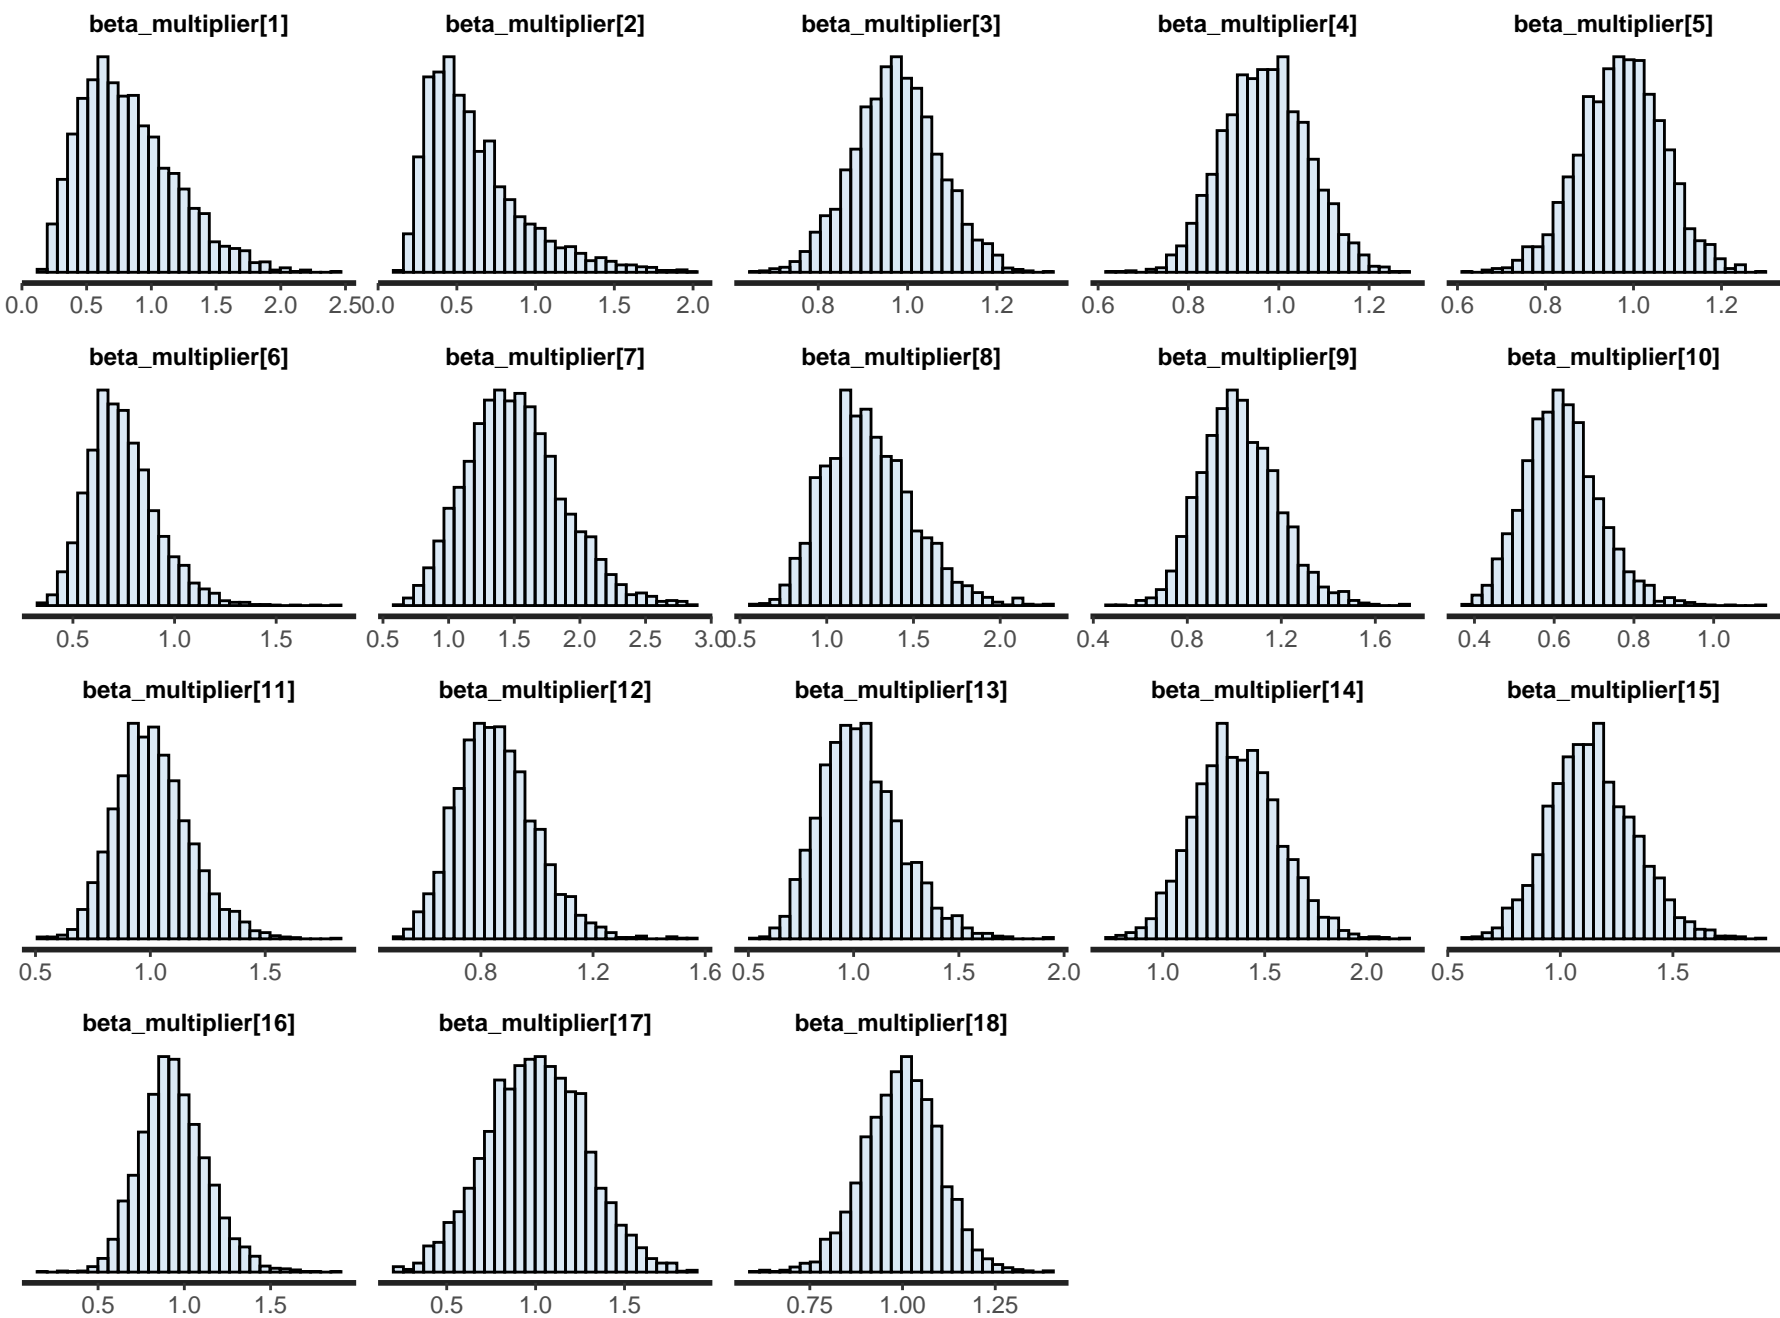 beta_multiplier[1] beta_multiplier[2] beta_multiplier[3] beta_multiplier[4] beta_multiplier[5]
0.0 0.5 1.0 1.5 2.0 2.5 0.0 0.5 1.0 1.5 2.0 0.8 1.0 1.2 0.6 0.8 1.0 1.2 0.6 0.8 1.0 1.2
beta_multiplier[6] beta_multiplier[7] beta_multiplier[8] beta_multiplier[9] beta_multiplier[10]
0.5 1.0 1.5 0.5 1.0 1.5 2.0 2.5 3.0 0.5 1.0 1.5 2.0 0.4 0.8 1.2 1.6 0.4 0.6 0.8 1.0
beta_multiplier[11] beta_multiplier[12] beta_multiplier[13] beta_multiplier[14] beta_multiplier[15]
0.5 1.0 1.5 0.8 1.2 1.6 0.5 1.0 1.5 2.0 1.0 1.5 2.0 0.5 1.0 1.5
beta_multiplier[16] beta_multiplier[17] beta_multiplier[18]
0.5 1.0 1.5 0.5 1.0 1.5 0.75 1.00 1.25